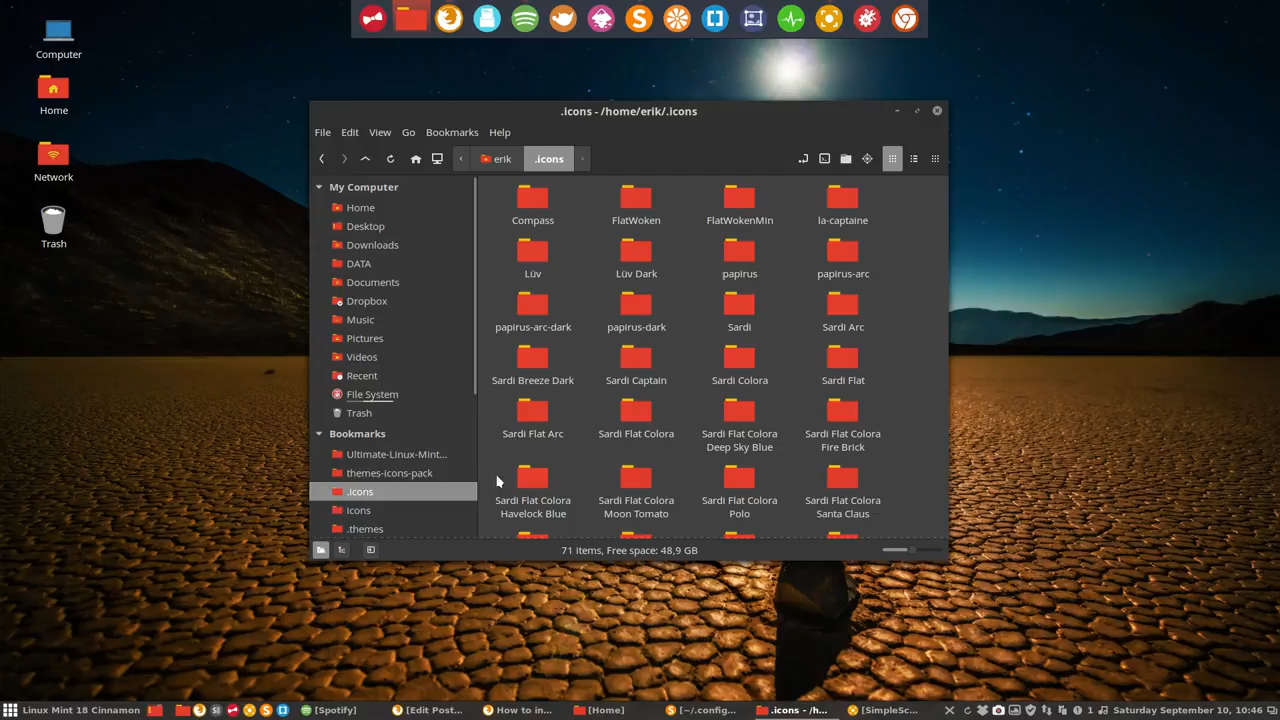 Computer
Home
Network
Trash
.icons - /home/erik/.icons
File Edit View Go Bookmarks Help
erik .icons
My Computer
Home
Desktop
Downloads
DATA
Documents
Dropbox
Music
Pictures
Videos
Recent
File System
Trash
Bookmarks
Ultimate-Linux-Mint...
themes-icons-pack
.icons
icons
.themes
Compass FlatWoken FlatWokenMin la-captaine
Lüv Lüv Dark papirus papirus-arc
papirus-arc-dark papirus-dark Sardi Sardi Arc
Sardi Breeze Dark Sardi Captain Sardi Colora Sardi Flat
Sardi Flat Arc Sardi Flat Colora Sardi Flat Colora Deep Sky Blue Sardi Flat Colora Fire Brick
Sardi Flat Colora Havelock Blue Sardi Flat Colora Moon Tomato Sardi Flat Colora Polo Sardi Flat Colora Santa Claus
71 items, Free space: 48,9 GB
Linux Mint 18 Cinnamon [Spotify] [Edit Post... How to in... [Home] [~/.config... .icons - /h... [SimpleSc... 1 Saturday September 10, 10:46